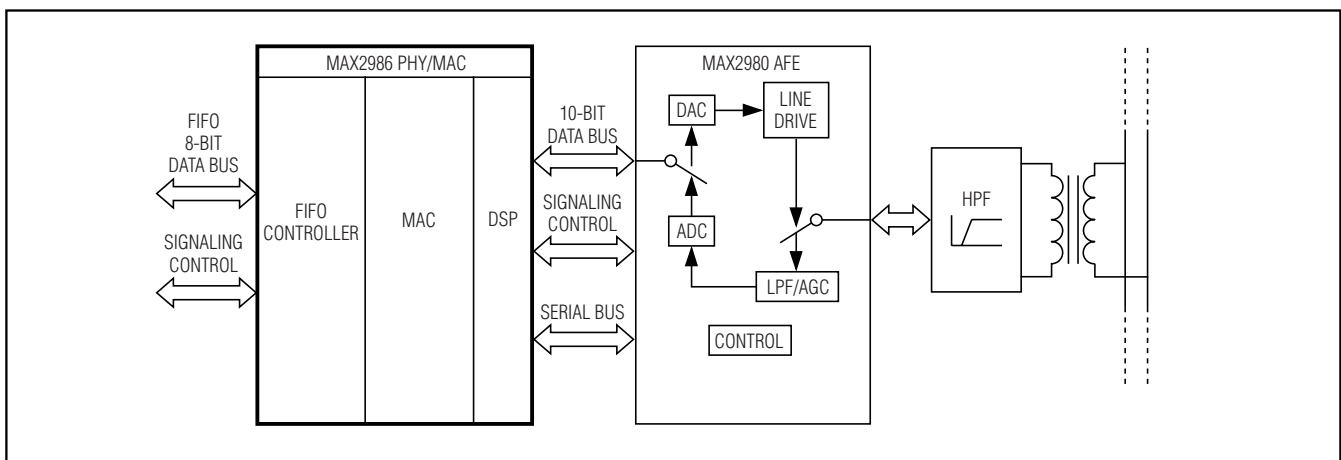 MAX2986 PHY/MAC
FIFO
8-BIT
DATA BUS
SIGNALING
CONTROL
FIFO
CONTROLLER
MAC
DSP
10-BIT
DATA BUS
SIGNALING
CONTROL
SERIAL BUS
MAX2980 AFE
DAC
LINE
DRIVE
ADC
LPF/AGC
CONTROL
HPF